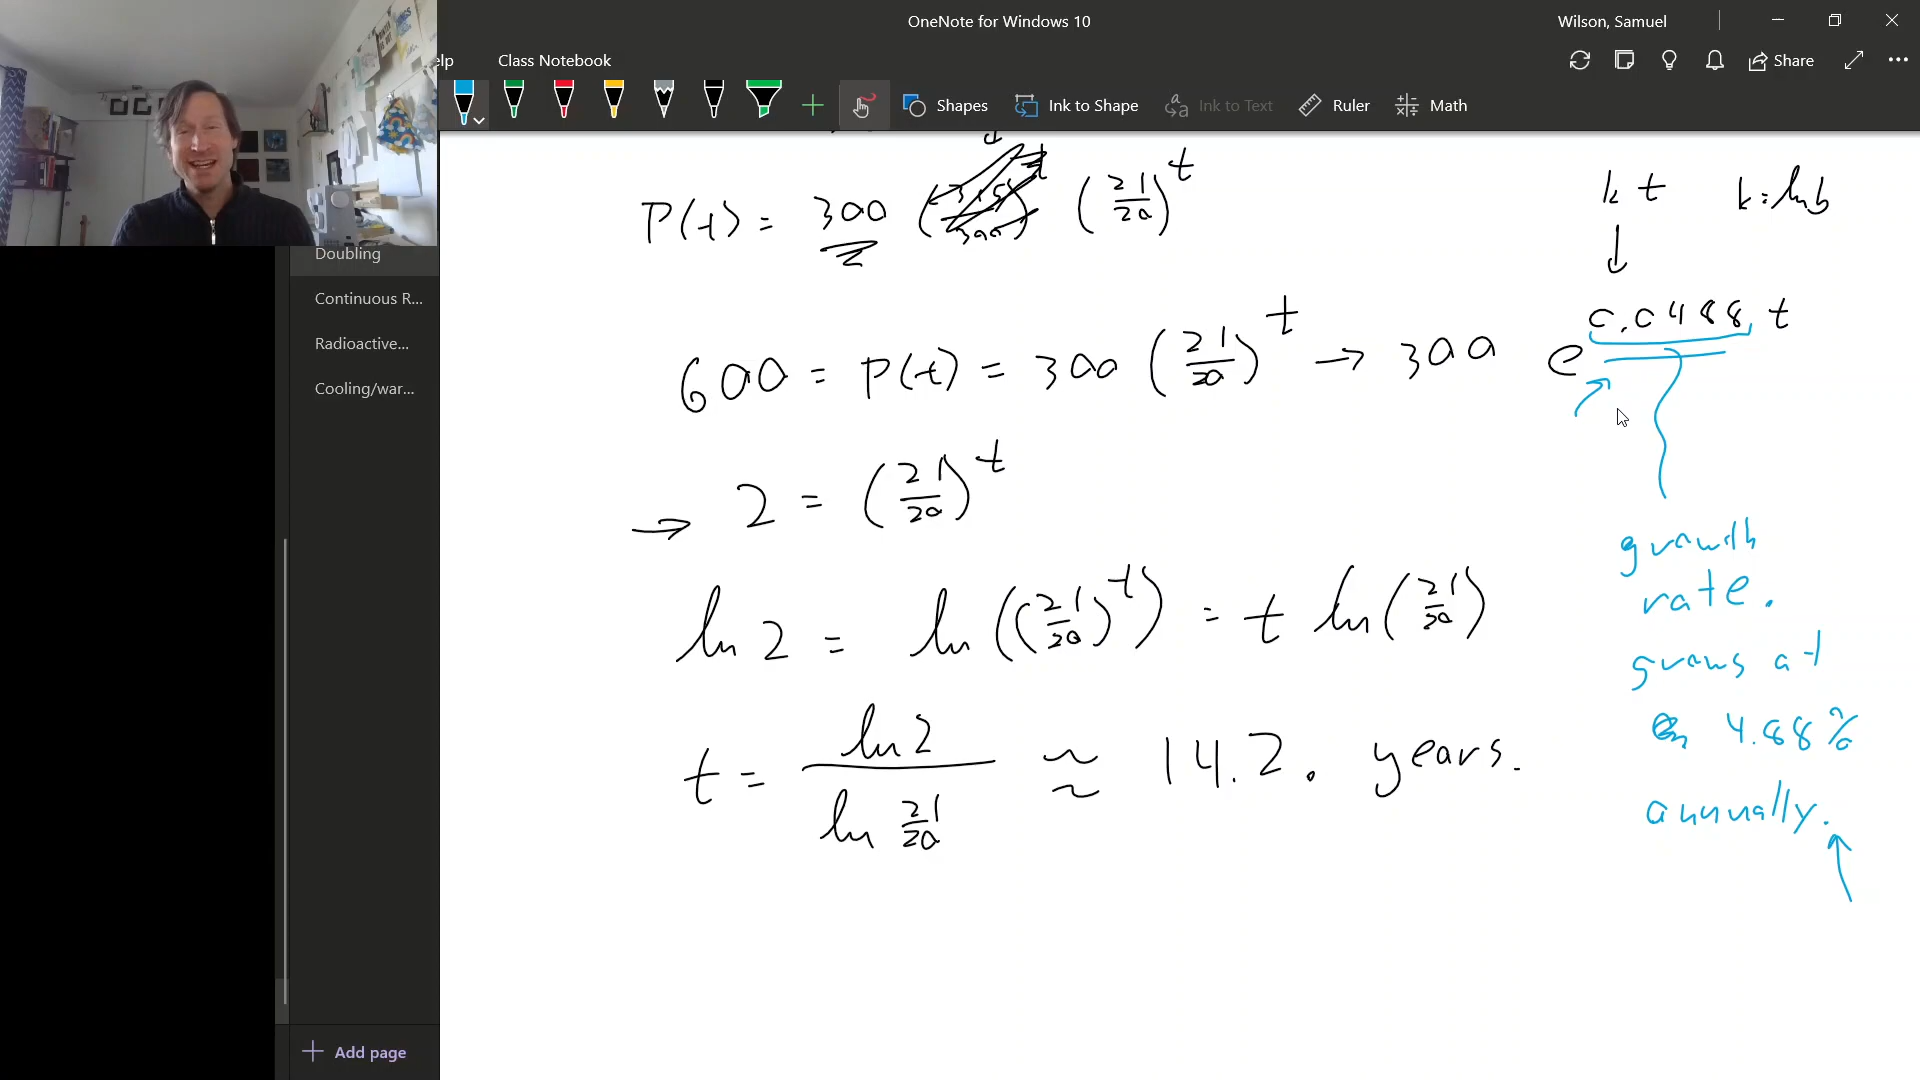 OneNote for Windows 10
Wilson, Samuel
elp
Class Notebook
Share
Shapes
Ink to Shape
Ink to Text
Ruler
Math
Doubling
Continuous R...
Radioactive...
Cooling/war...
Add page
P(t) = 300 (21/20)^t
kt k = ln b
600 = P(t) = 300 (21/20)^t → 300 e^0.0488t
→ 2 = (21/20)^t
ln 2 = ln((21/20)^t) = t ln(21/20)
t = ln 2 / ln 21/20 ≈ 14.2. years.
growth
rate.
grows at
4.88%
annually.